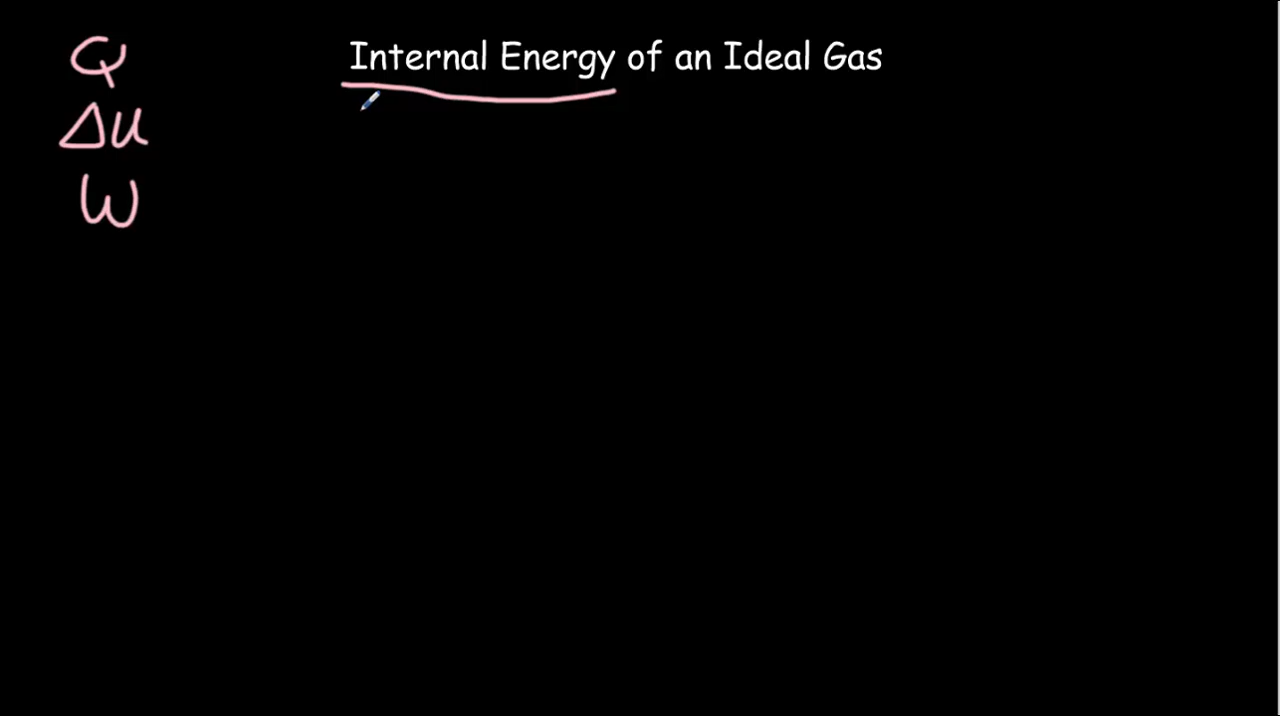 Internal Energy of an Ideal Gas
Q
Δu
W